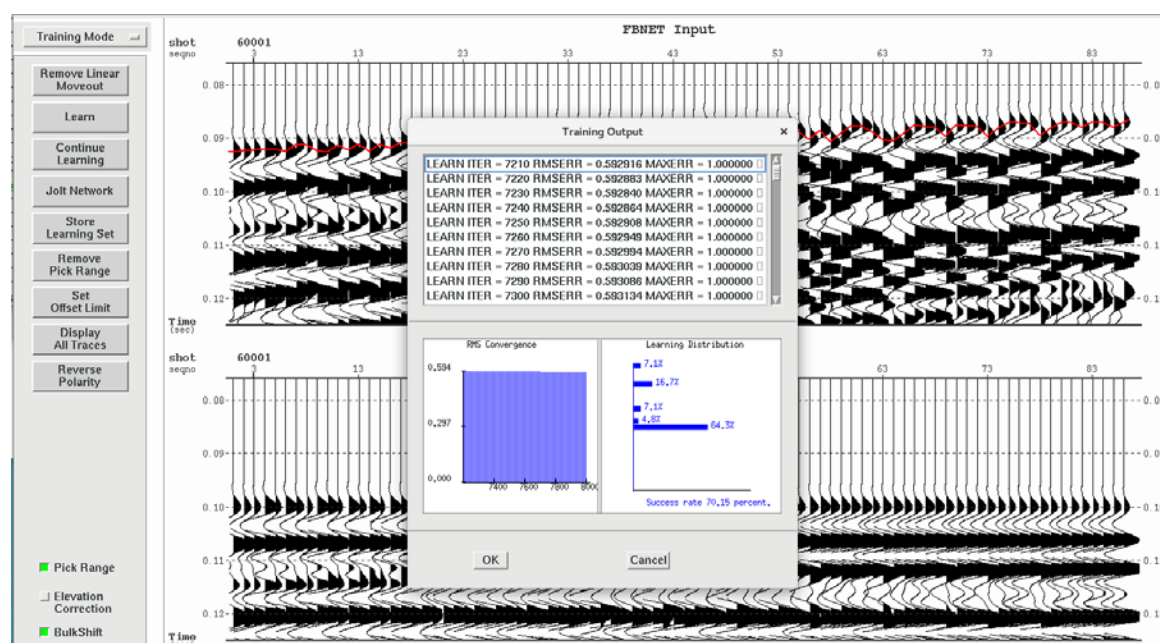 FBNET Input
Training Mode
shot 60001
seqno 3 13 23 33 43 53 63 73 83
Remove Linear
Moveout
Learn
Continue
Learning
Jolt Network
Store
Learning Set
Remove
Pick Range
Set
Offset Limit
Display
All Traces
Reverse
Polarity
Pick Range
Elevation
Correction
BulkShift
0.08
0.09
0.10
0.11
0.12
Time
(sec)
Training Output
×
LEARN ITER = 7210 RMSERR = 0.592916 MAXERR = 1.000000
LEARN ITER = 7220 RMSERR = 0.592883 MAXERR = 1.000000
LEARN ITER = 7230 RMSERR = 0.592840 MAXERR = 1.000000
LEARN ITER = 7240 RMSERR = 0.592864 MAXERR = 1.000000
LEARN ITER = 7250 RMSERR = 0.592908 MAXERR = 1.000000
LEARN ITER = 7260 RMSERR = 0.592949 MAXERR = 1.000000
LEARN ITER = 7270 RMSERR = 0.592994 MAXERR = 1.000000
LEARN ITER = 7280 RMSERR = 0.593039 MAXERR = 1.000000
LEARN ITER = 7290 RMSERR = 0.593086 MAXERR = 1.000000
LEARN ITER = 7300 RMSERR = 0.593134 MAXERR = 1.000000
RMS Convergence
0.594
0.297
0.000
7400 7600 7800 8000
Learning Distribution
7.1%
16.7%
7.1%
4.8%
64.3%
Success rate 70.15 percent.
OK Cancel
shot 60001
seqno 3 13 63 73 83
0.08
0.09
0.10
0.11
0.12
Time